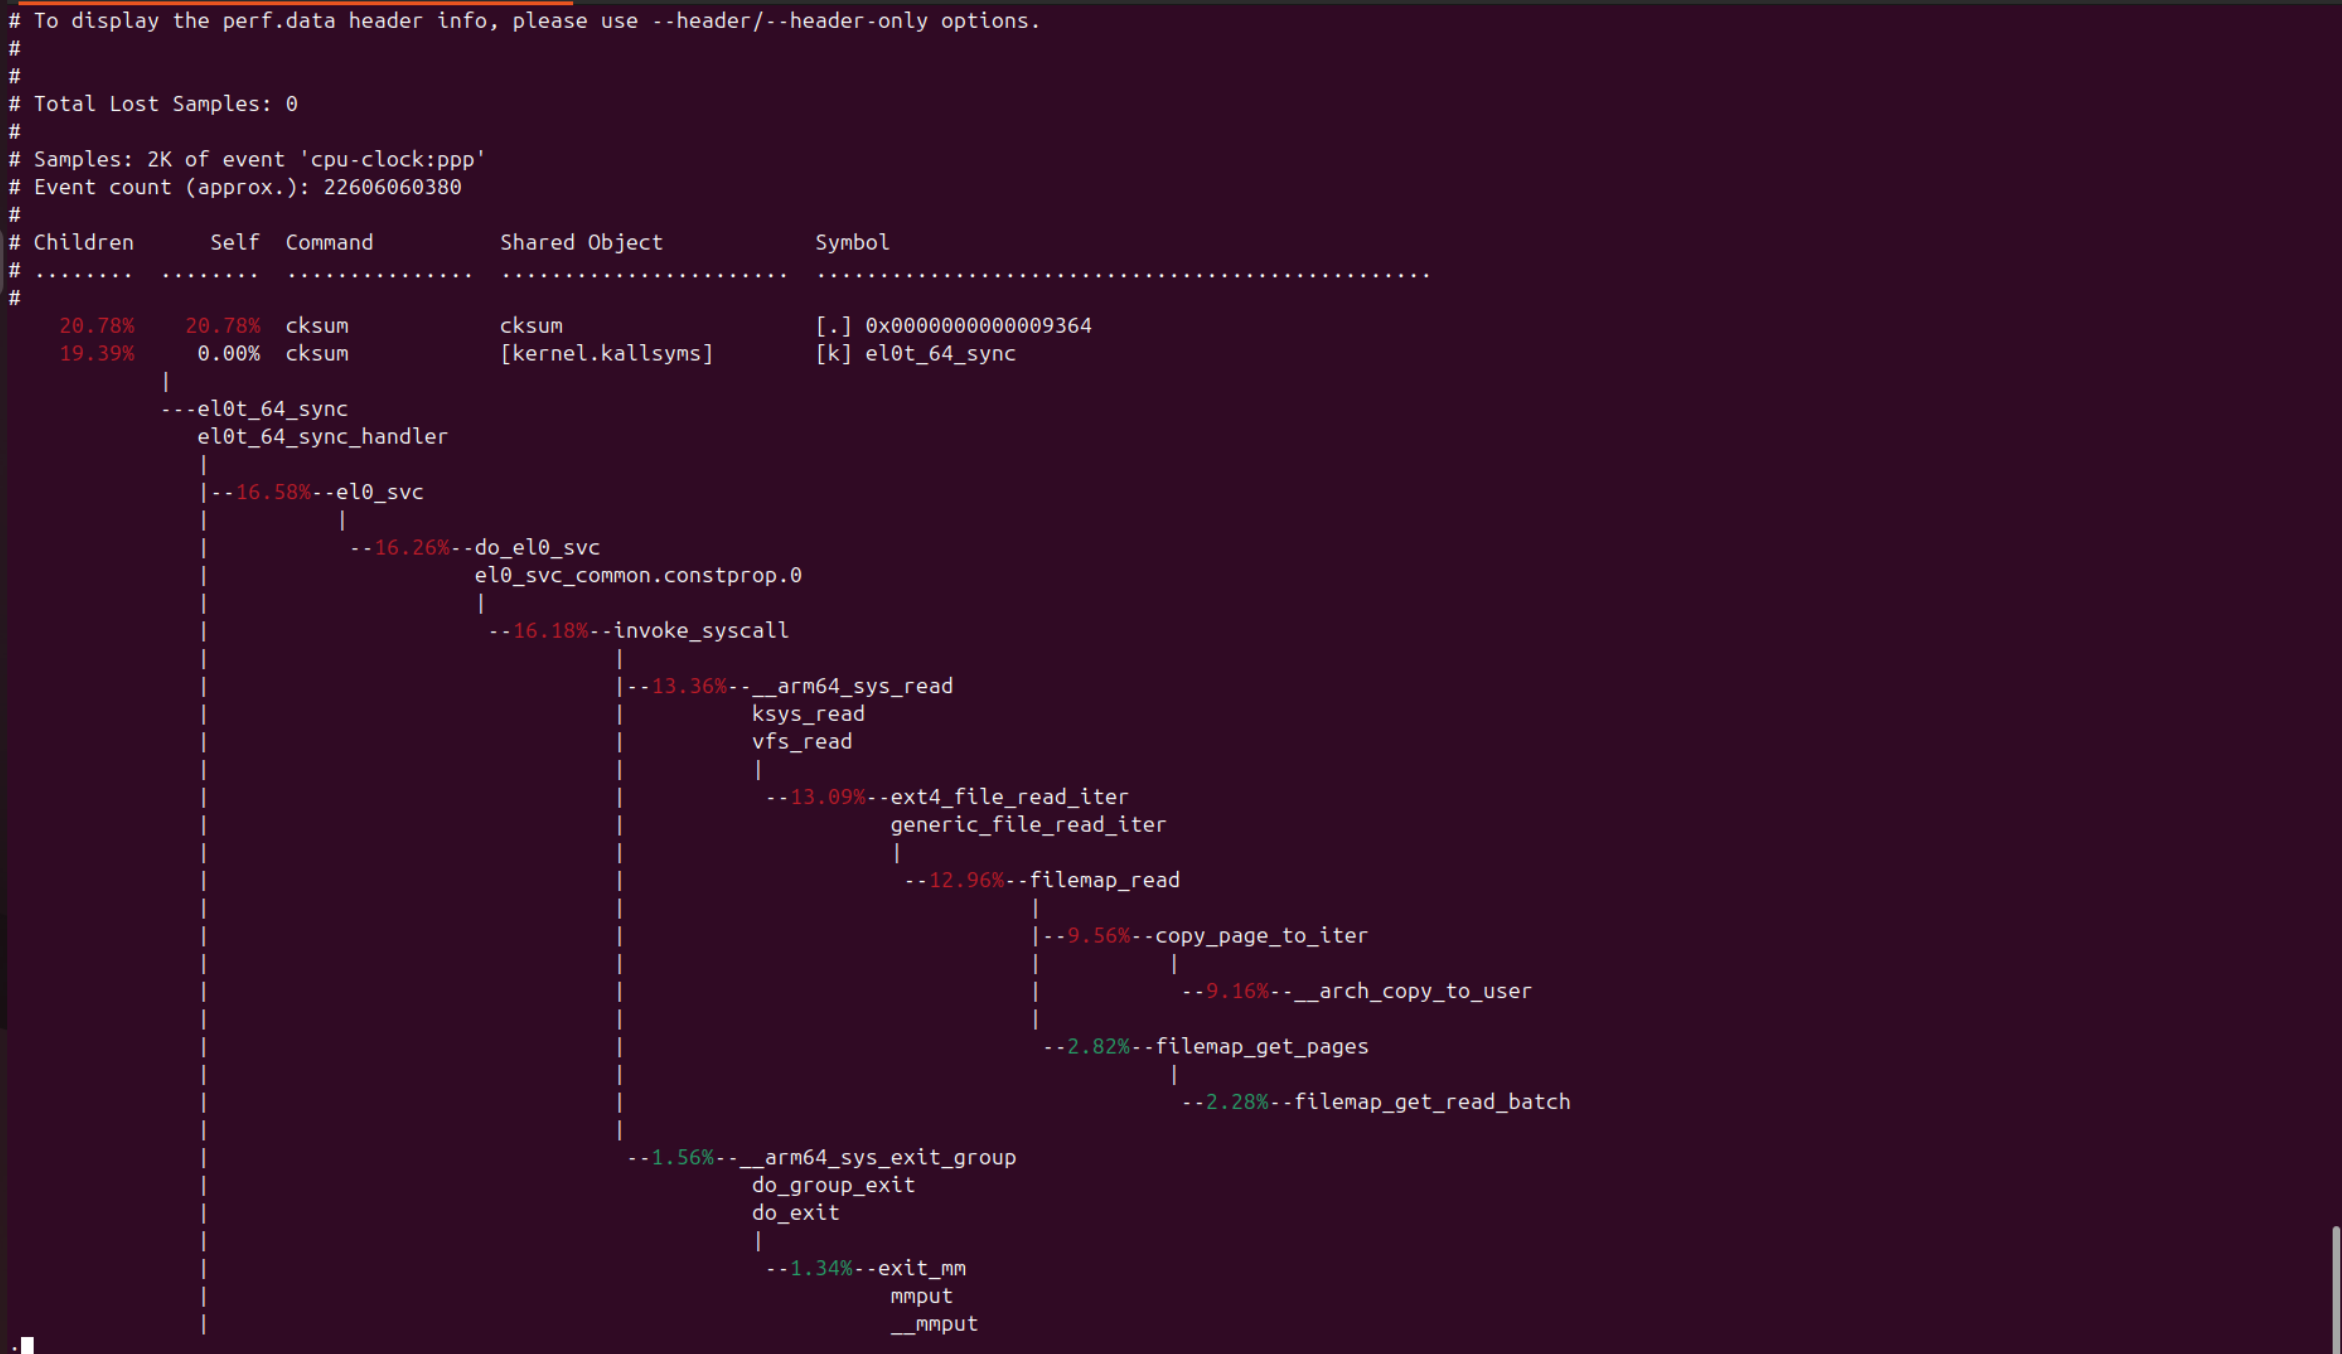 # To display the perf.data header info, please use --header/--header-only options.
#
#
# Total Lost Samples: 0
#
# Samples: 2K of event 'cpu-clock:ppp'
# Event count (approx.): 22606060380
#
# Children      Self  Command          Shared Object            Symbol
# ........  ........  ...............  .......................  .................................................
#
    20.78%    20.78%  cksum            cksum                    [.] 0x0000000000009364
    19.39%     0.00%  cksum            [kernel.kallsyms]        [k] el0t_64_sync
            |
            ---el0t_64_sync
               el0t_64_sync_handler
               |
               |--16.58%--el0_svc
               |          |
               |           --16.26%--do_el0_svc
               |                     el0_svc_common.constprop.0
               |                     |
               |                      --16.18%--invoke_syscall
               |                                |
               |                                |--13.36%--__arm64_sys_read
               |                                |          ksys_read
               |                                |          vfs_read
               |                                |          |
               |                                |           --13.09%--ext4_file_read_iter
               |                                |                     generic_file_read_iter
               |                                |                     |
               |                                |                      --12.96%--filemap_read
               |                                |                                |
               |                                |                                |--9.56%--copy_page_to_iter
               |                                |                                |          |
               |                                |                                |           --9.16%--__arch_copy_to_user
               |                                |                                |
               |                                |                                 --2.82%--filemap_get_pages
               |                                |                                           |
               |                                |                                            --2.28%--filemap_get_read_batch
               |                                |
               |                                 --1.56%--__arm64_sys_exit_group
               |                                           do_group_exit
               |                                           do_exit
               |                                           |
               |                                            --1.34%--exit_mm
               |                                                      mmput
               |                                                      __mmput